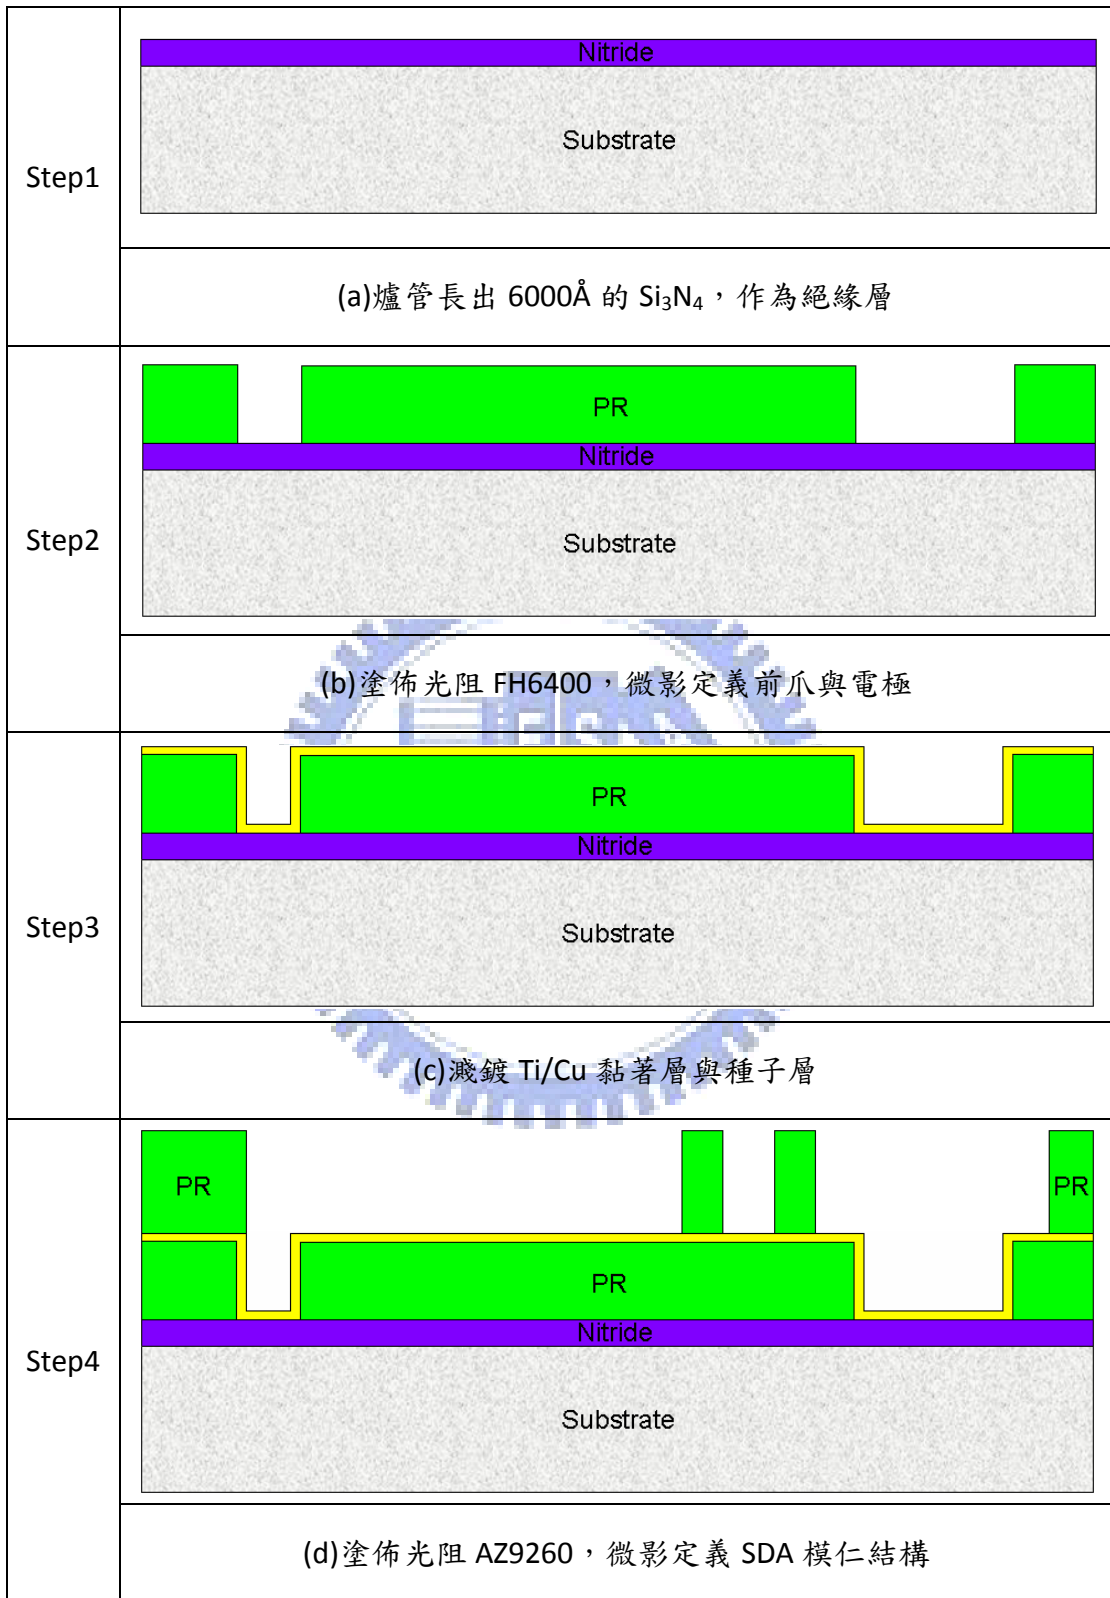 Step1
Nitride
Substrate
(a)爐管長出 6000Å 的 Si₃N₄，作為絕緣層
Step2
PR
Nitride
Substrate
(b)塗佈光阻 FH6400，微影定義前爪與電極
Step3
PR
Nitride
Substrate
(c)濺鍍 Ti/Cu 黏著層與種子層
Step4
PR
PR
PR
Nitride
Substrate
(d)塗佈光阻 AZ9260，微影定義 SDA 模仁結構